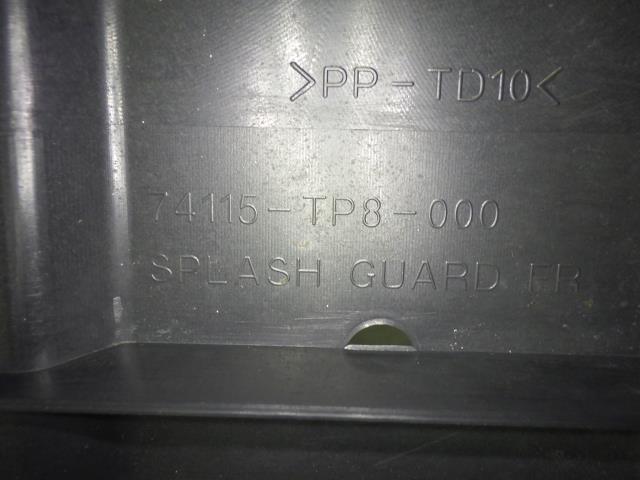 >PP-TD10<
74115-TP8-000
SPLASH GUARD FR